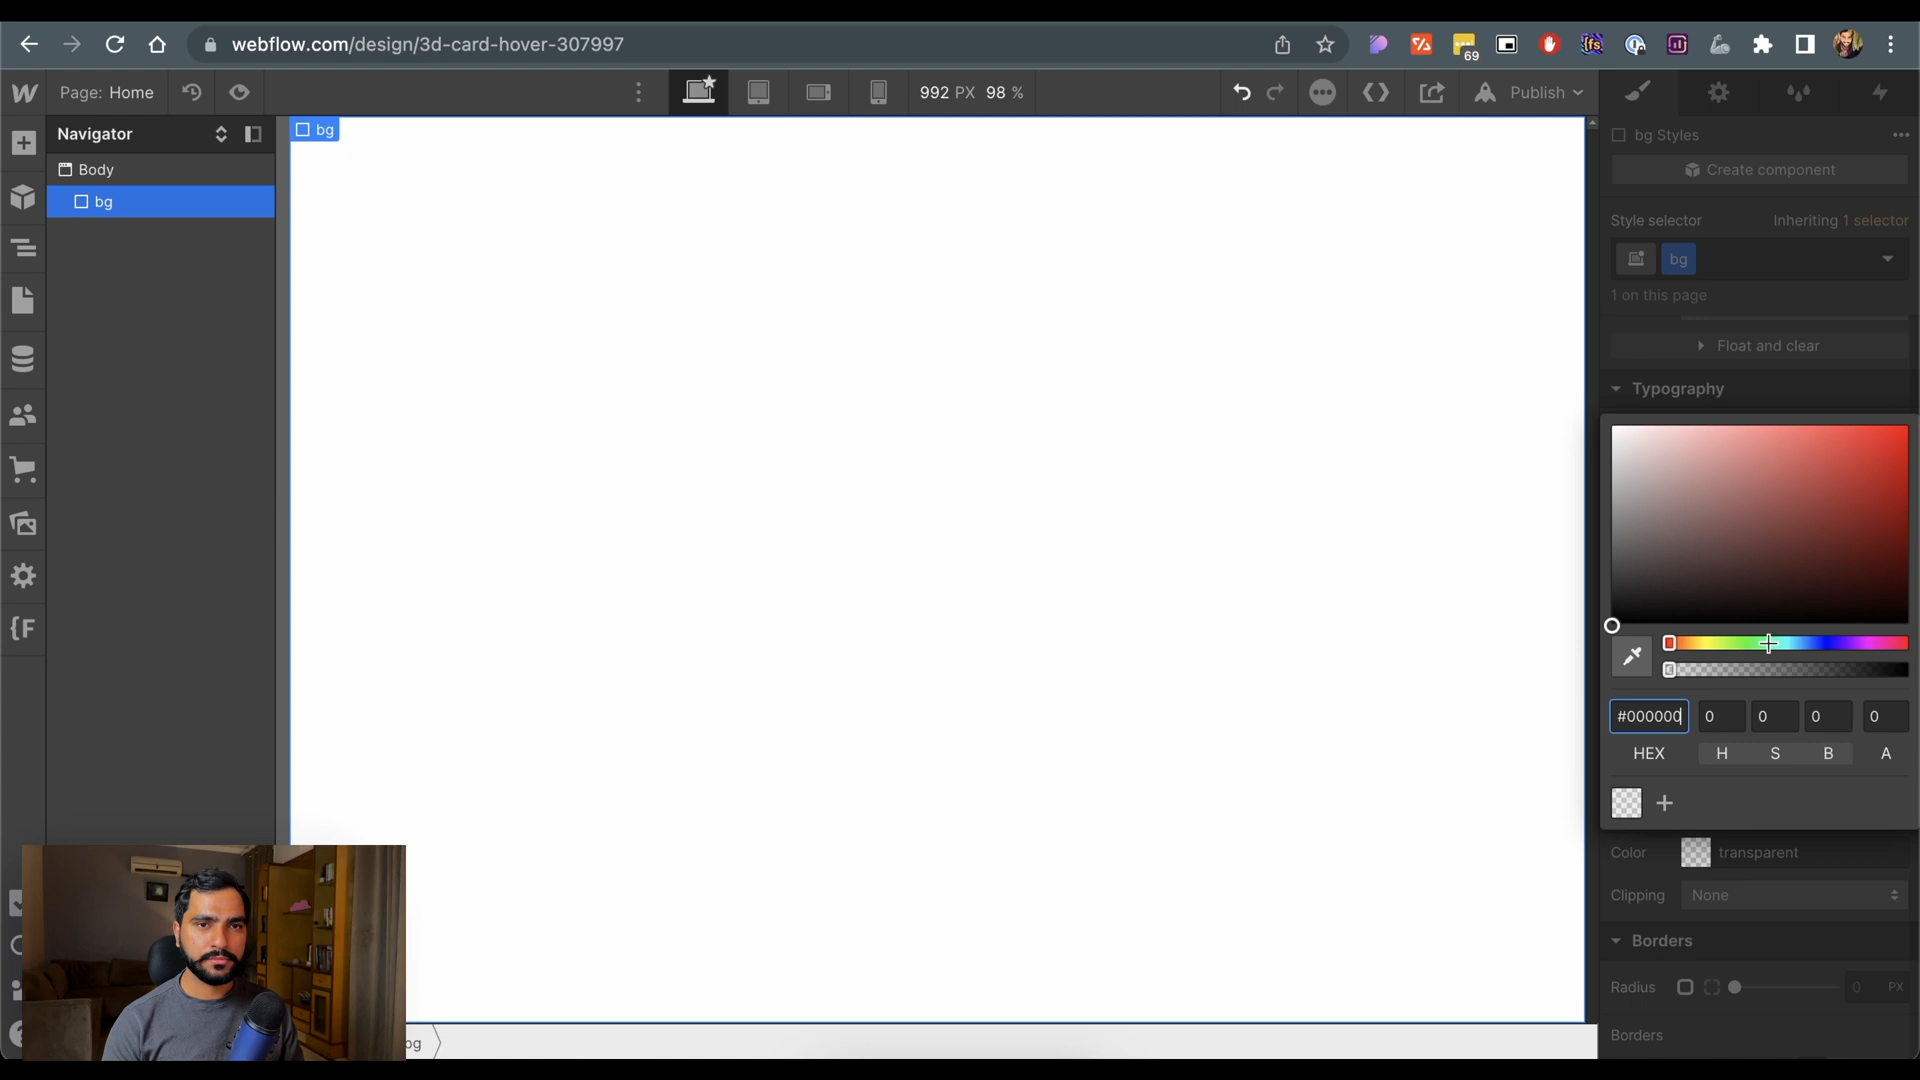 webflow.com/design/3d-card-hover-307997
69
Page: Home
992 PX 98 %
Publish
Navigator
bg
bg Styles
Body
Create component
bg
Style selector
Inheriting 1 selector
bg
1 on this page
Float and clear
Typography
#000000
0
0
0
0
HEX
H
S
B
A
Color
transparent
Clipping
None
Borders
Radius
0
PX
Borders
bg